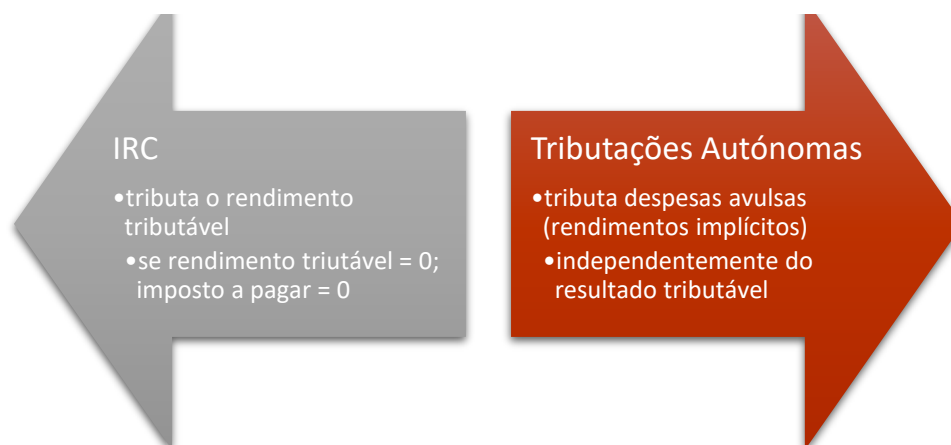 IRC
•tributa o rendimento
tributável
•se rendimento triutável = 0;
imposto a pagar = 0
Tributações Autónomas
•tributa despesas avulsas
(rendimentos implícitos)
•independentemente do
resultado tributável